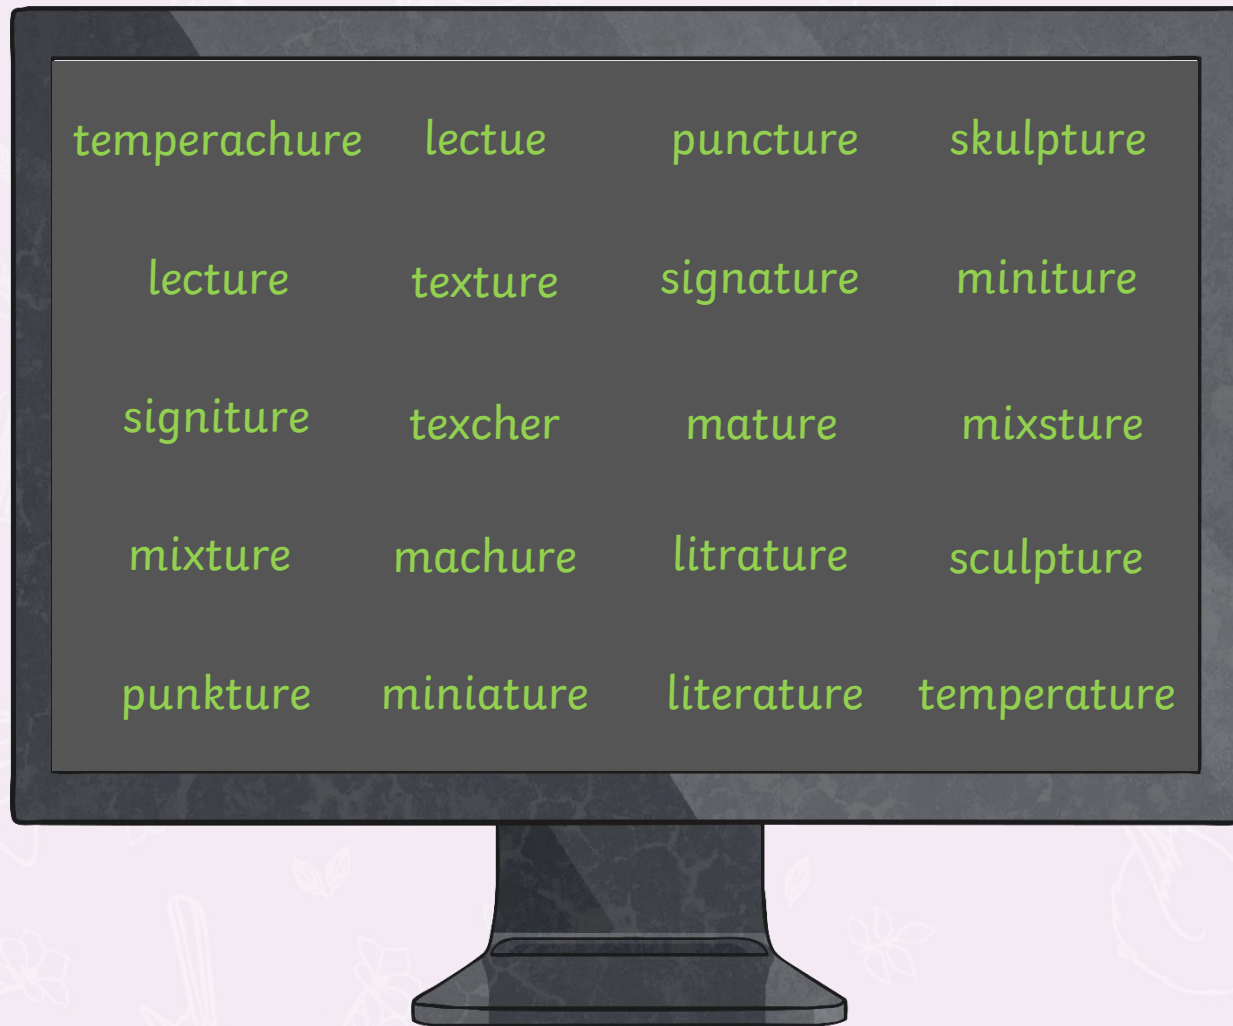 temperachure lectue puncture skulpture
lecture texture signature miniture
signiture texcher mature mixsture
mixture machure litrature sculpture
punkture miniature literature temperature